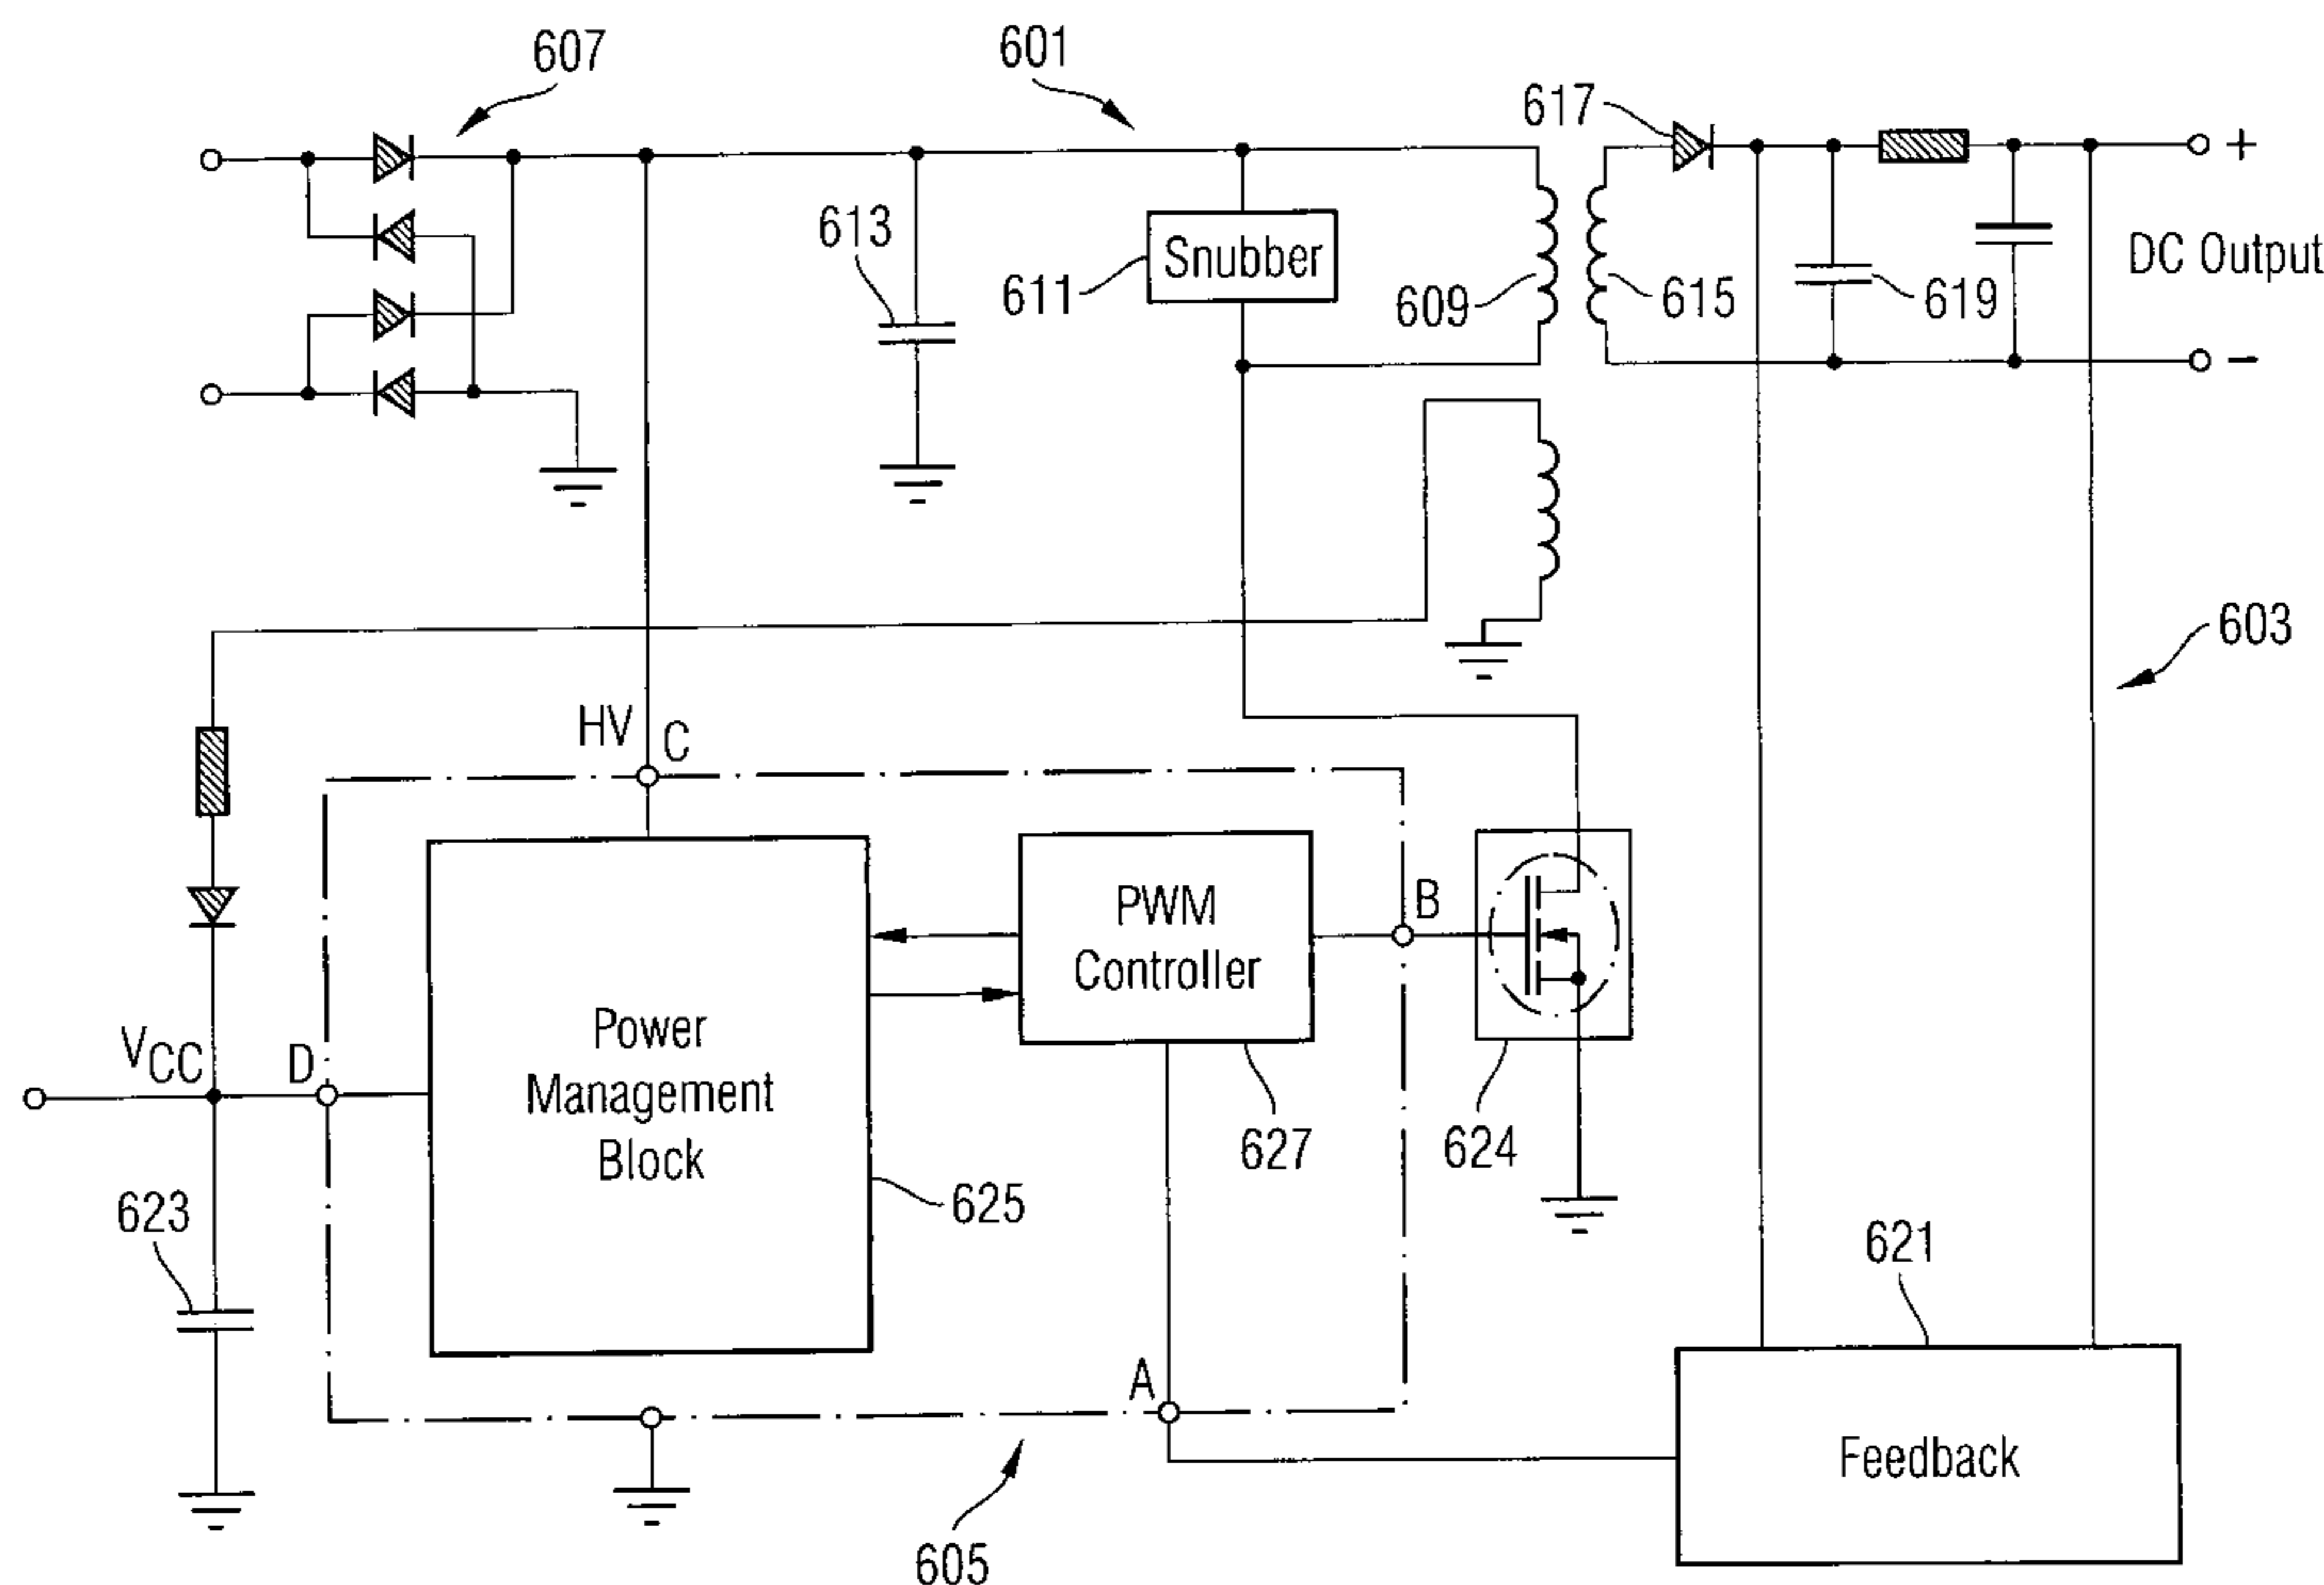 607
601
617
+
613
Snubber
611
609
615
619
DC Output
−
603
HV
C
PWM
Controller
B
Power
Management
Block
VCC
D
627
624
625
623
621
A
Feedback
605